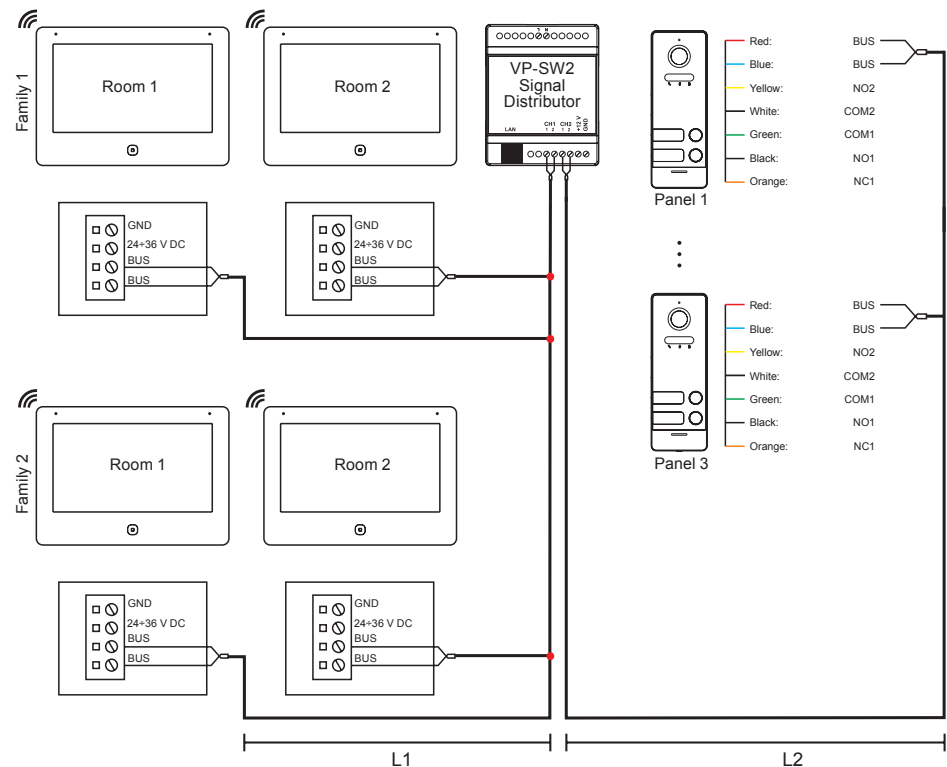 Family 1
Room 1
Room 2
L N
VP-SW2
Signal
Distributor
LAN
CH1 CH2
1 2 1 2
+12 V
GND
Red: BUS
Blue: BUS
Yellow: NO2
White: COM2
Green: COM1
Black: NO1
Orange: NC1
Panel 1
GND
24÷36 V DC
BUS
BUS
GND
24÷36 V DC
BUS
BUS
Red: BUS
Blue: BUS
Yellow: NO2
White: COM2
Green: COM1
Black: NO1
Orange: NC1
Panel 3
Family 2
Room 1
Room 2
GND
24÷36 V DC
BUS
BUS
GND
24÷36 V DC
BUS
BUS
L1
L2